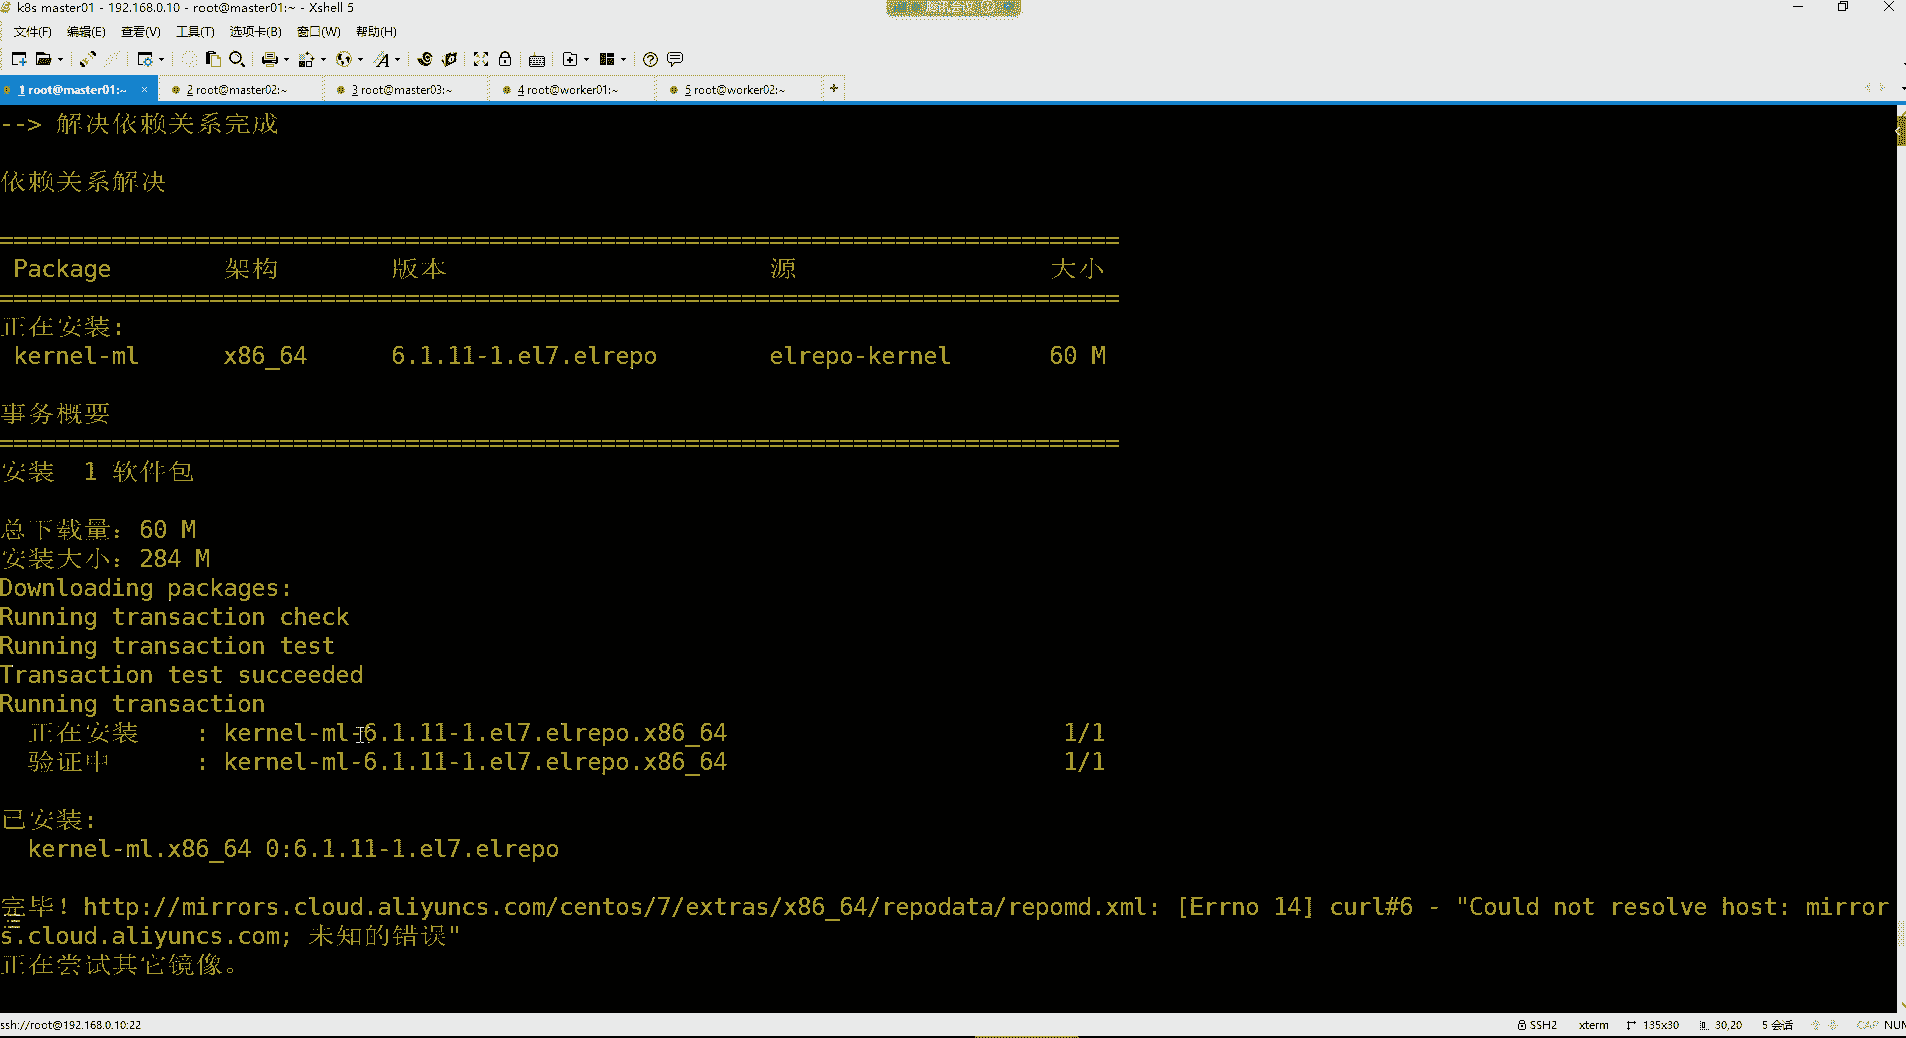 k8s master01 - 192.168.0.10 - root@master01:~ - Xshell 5
文件(F) 编辑(E) 查看(V) 工具(T) 选项卡(B) 窗口(W) 帮助(H)
1 root@master01:~ 2 root@master02:~ 3 root@master03:~ 4 root@worker01:~ 5 root@worker02:~
--> 解决依赖关系完成
依赖关系解决
================================================================================
Package 架构 版本 源 大小
================================================================================
正在安装:
kernel-ml x86_64 6.1.11-1.el7.elrepo elrepo-kernel 60 M
事务概要
================================================================================
安装 1 软件包
总下载量：60 M
安装大小：284 M
Downloading packages:
Running transaction check
Running transaction test
Transaction test succeeded
Running transaction
正在安装 : kernel-ml-6.1.11-1.el7.elrepo.x86_64 1/1
验证中 : kernel-ml-6.1.11-1.el7.elrepo.x86_64 1/1
已安装:
kernel-ml.x86_64 0:6.1.11-1.el7.elrepo
完毕！http://mirrors.cloud.aliyuncs.com/centos/7/extras/x86_64/repodata/repomd.xml: [Errno 14] curl#6 - "Could not resolve host: mirror
s.cloud.aliyuncs.com; 未知的错误"
正在尝试其它镜像。
ssh://root@192.168.0.10:22 SSH2 xterm 135x30 30,20 5 会话 CAP NUM